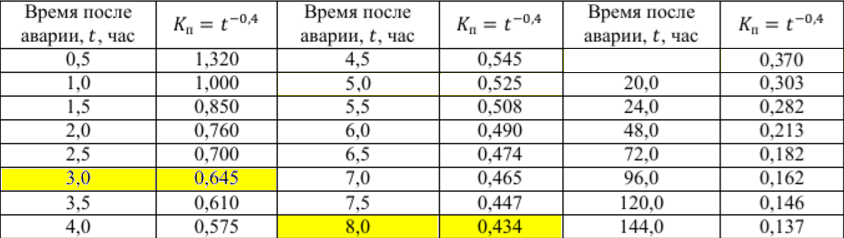 Время после аварии, t, час | Kп = t⁻⁰,⁴ | Время после аварии, t, час | Kп = t⁻⁰,⁴ | Время после аварии, t, час | Kп = t⁻⁰,⁴
0,5 | 1,320 | 4,5 | 0,545 | | 0,370
1,0 | 1,000 | 5,0 | 0,525 | 20,0 | 0,303
1,5 | 0,850 | 5,5 | 0,508 | 24,0 | 0,282
2,0 | 0,760 | 6,0 | 0,490 | 48,0 | 0,213
2,5 | 0,700 | 6,5 | 0,474 | 72,0 | 0,182
3,0 | 0,645 | 7,0 | 0,465 | 96,0 | 0,162
3,5 | 0,610 | 7,5 | 0,447 | 120,0 | 0,146
4,0 | 0,575 | 8,0 | 0,434 | 144,0 | 0,137